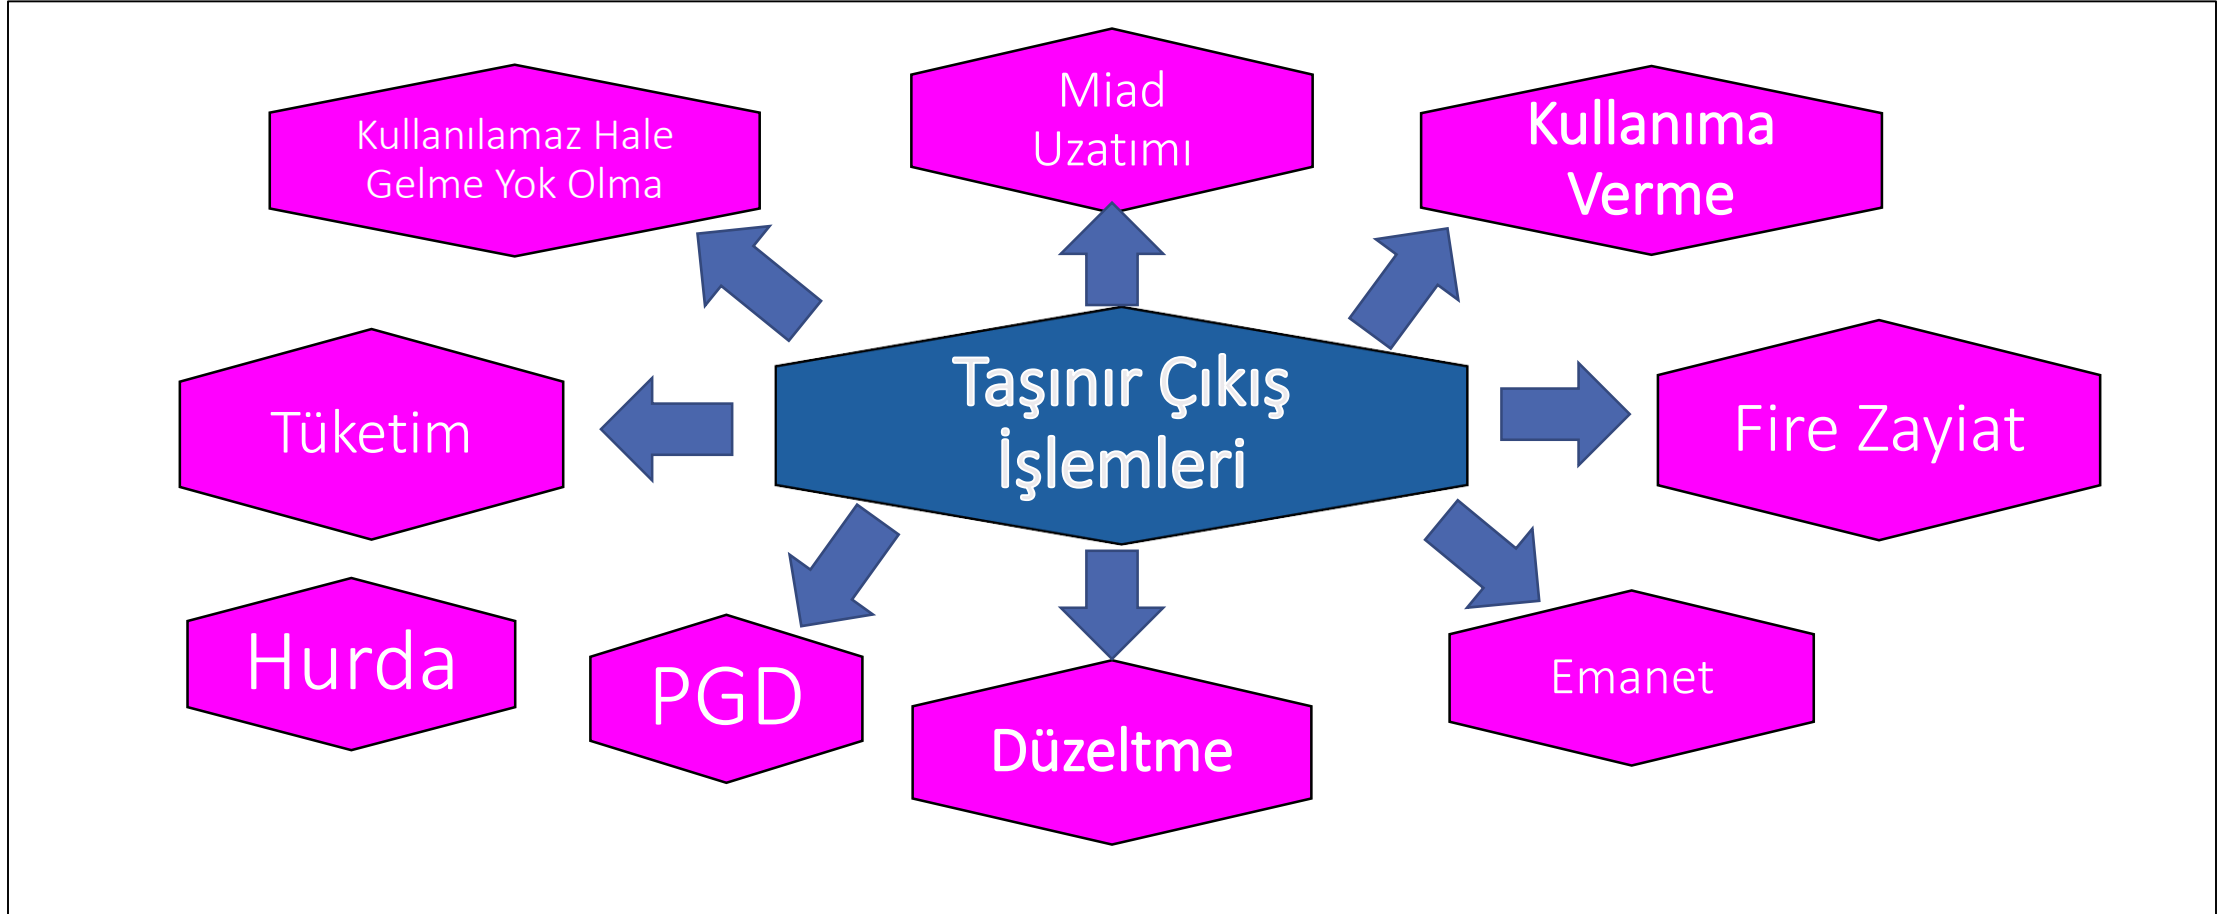 Miad
Uzatımı
Kullanılamaz Hale
Gelme Yok Olma
Kullanıma
Verme
Taşınır Çıkış
İşlemleri
Tüketim
Fire Zayiat
Hurda
PGD
Düzeltme
Emanet